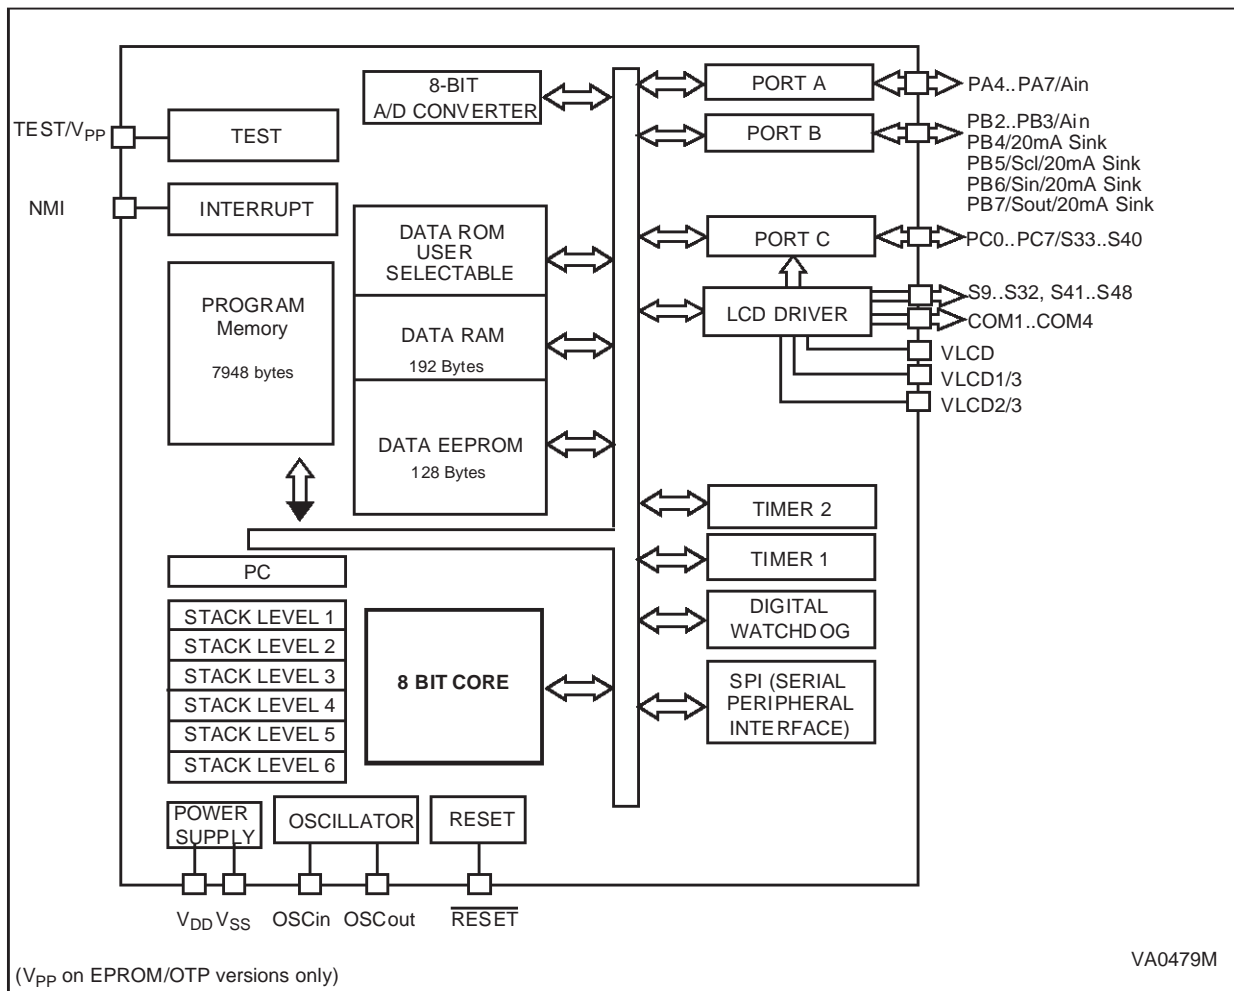 8-BIT
A/D CONVERTER
PORT A
PA4..PA7/Ain
TEST/VPP
TEST
PORT B
PB2..PB3/Ain
PB4/20mA Sink
PB5/Scl/20mA Sink
PB6/Sin/20mA Sink
PB7/Sout/20mA Sink
NMI
INTERRUPT
DATA ROM
USER
SELECTABLE
PORT C
PC0..PC7/S33..S40
PROGRAM
Memory
7948 bytes
DATA RAM
192 Bytes
LCD DRIVER
S9..S32, S41..S48
COM1..COM4
VLCD
VLCD1/3
VLCD2/3
DATA EEPROM
128 Bytes
TIMER 2
TIMER 1
PC
STACK LEVEL 1
STACK LEVEL 2
STACK LEVEL 3
STACK LEVEL 4
STACK LEVEL 5
STACK LEVEL 6
8 BIT CORE
DIGITAL
WATCHDOG
SPI (SERIAL
PERIPHERAL
INTERFACE)
POWER
SUPPLY
OSCILLATOR
RESET
VDD VSS
OSCin
OSCout
RESET
VA0479M
(VPP on EPROM/OTP versions only)